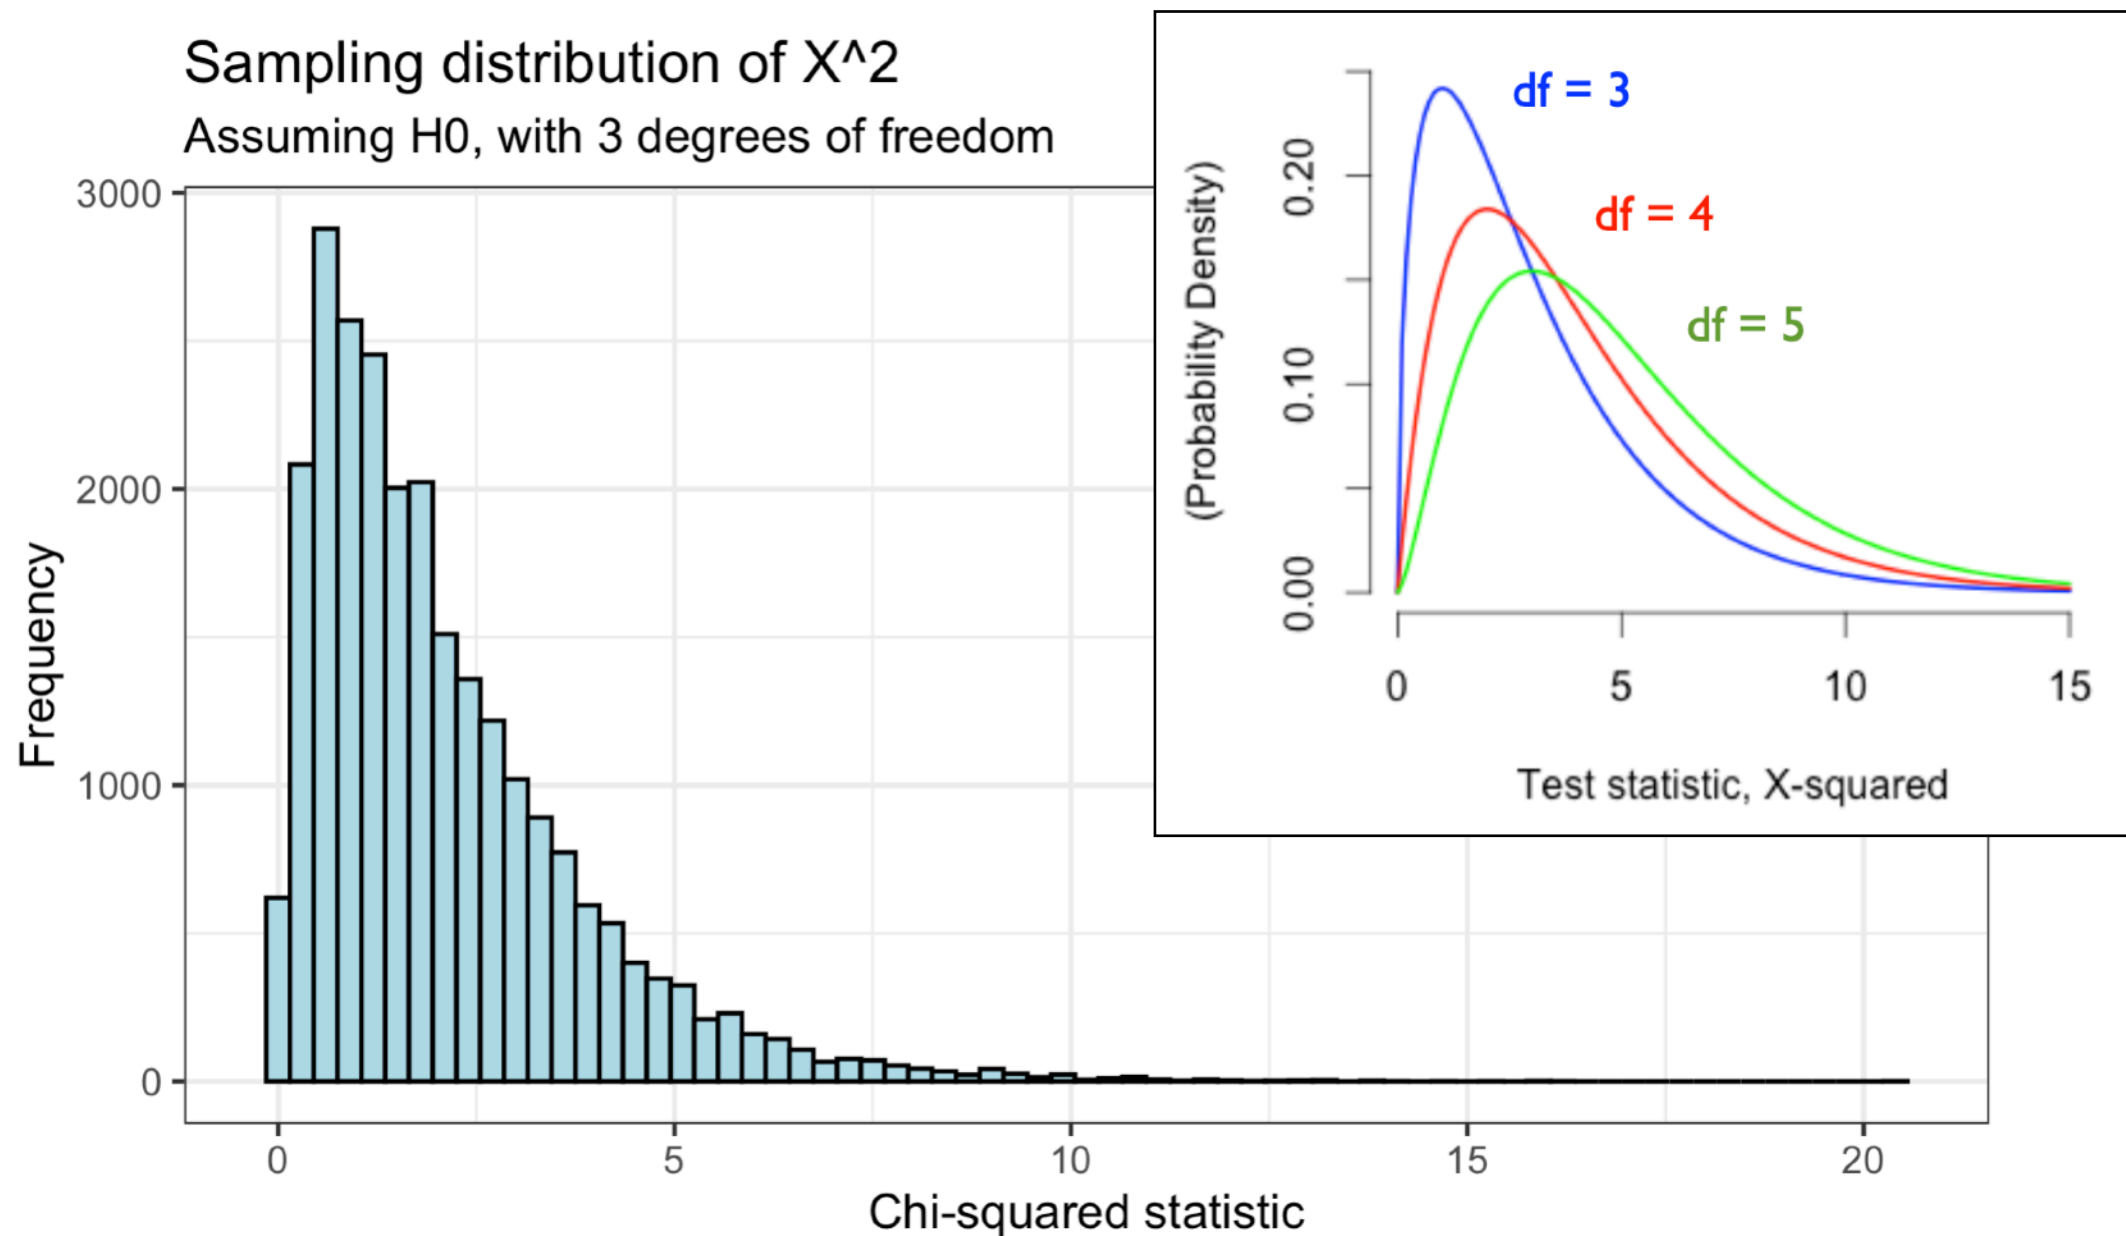 Sampling distribution of X^2
Assuming H0, with 3 degrees of freedom
Frequency
3000
2000
1000
0
0 5 10 15 20
Chi-squared statistic
(Probability Density)
0.20
0.10
0.00
df = 3
df = 4
df = 5
0 5 10 15
Test statistic, X-squared